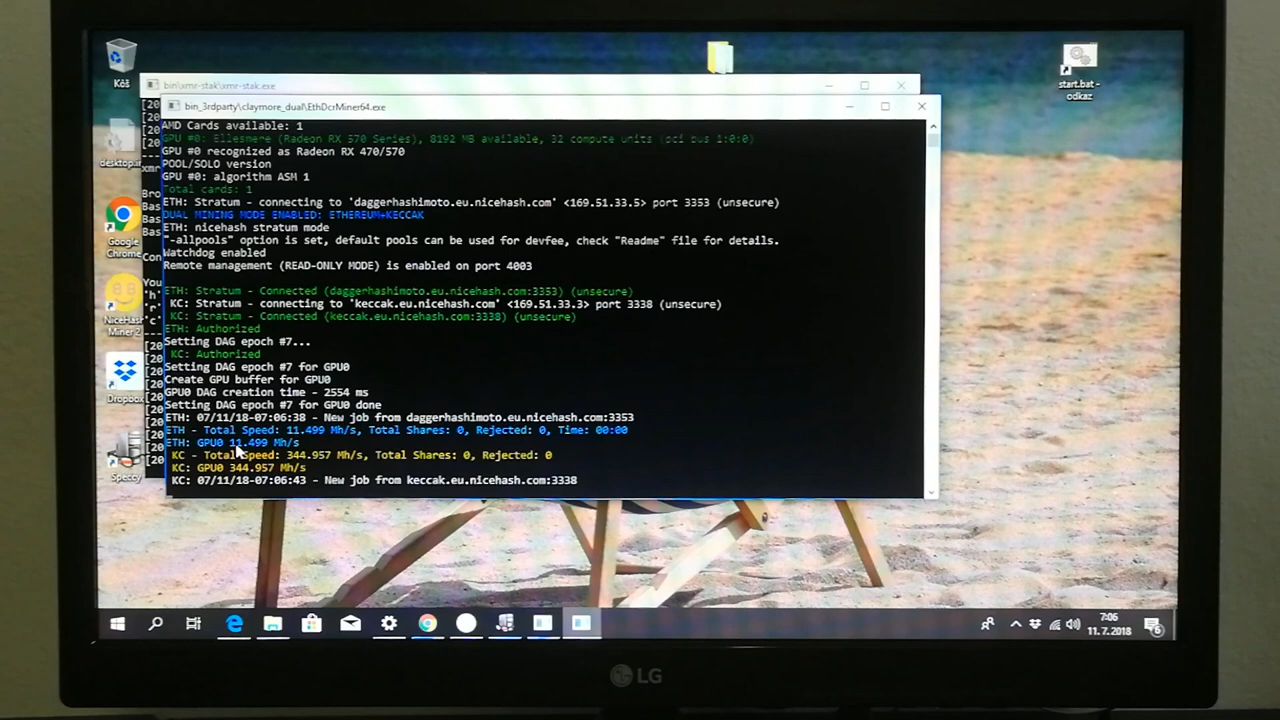 Kôš
start.bat -
odkaz
bin\xmr-stak\xmr-stak.exe
bin_3rdparty\claymore_dual\EthDcrMiner64.exe
AMD Cards available: 1
GPU #0: Ellesmere (Radeon RX 570 Series), 8192 MB available, 32 compute units (pci bus 1:0:0)
GPU #0 recognized as Radeon RX 470/570
POOL/SOLO version
GPU #0: algorithm ASM 1
Total cards: 1
ETH: Stratum - connecting to 'daggerhashimoto.eu.nicehash.com' <169.51.33.5> port 3353 (unsecure)
DUAL MINING MODE ENABLED: ETHEREUM+KECCAK
ETH: nicehash stratum mode
"-allpools" option is set, default pools can be used for devfee, check "Readme" file for details.
Watchdog enabled
Remote management (READ-ONLY MODE) is enabled on port 4003
ETH: Stratum - Connected (daggerhashimoto.eu.nicehash.com:3353) (unsecure)
KC: Stratum - connecting to 'keccak.eu.nicehash.com' <169.51.33.3> port 3338 (unsecure)
KC: Stratum - Connected (keccak.eu.nicehash.com:3338) (unsecure)
ETH: Authorized
Setting DAG epoch #7...
KC: Authorized
Setting DAG epoch #7 for GPU0
Create GPU buffer for GPU0
GPU0 DAG creation time - 2554 ms
Setting DAG epoch #7 for GPU0 done
ETH: 07/11/18-07:06:38 - New job from daggerhashimoto.eu.nicehash.com:3353
ETH - Total Speed: 11.499 Mh/s, Total Shares: 0, Rejected: 0, Time: 00:00
ETH: GPU0 11.499 Mh/s
KC - Total Speed: 344.957 Mh/s, Total Shares: 0, Rejected: 0
KC: GPU0 344.957 Mh/s
KC: 07/11/18-07:06:43 - New job from keccak.eu.nicehash.com:3338
desktop.
Google
Chrome
NiceHas
Miner 2
Dropbox
Speccy
7:06
11.7.2018
6
LG